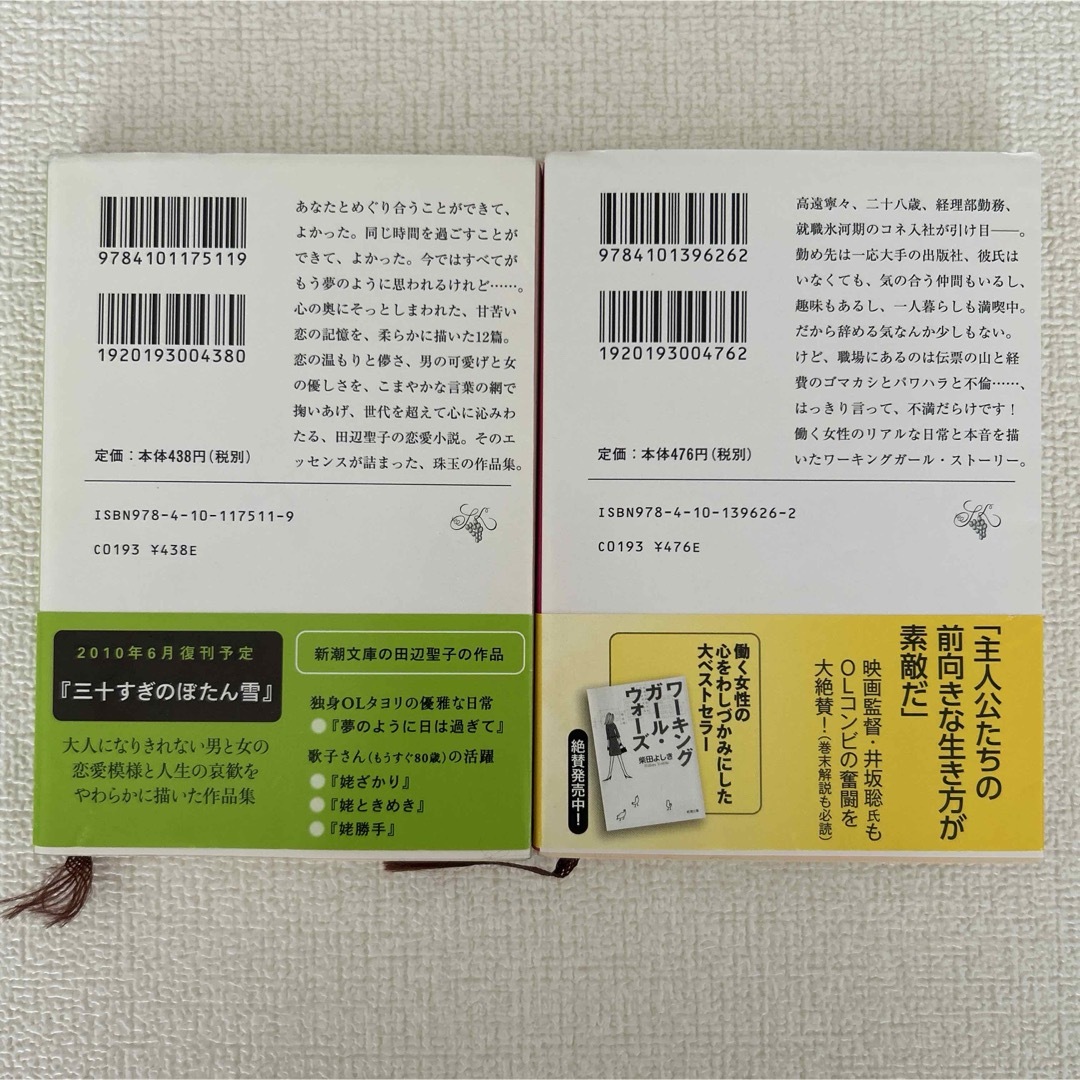 9784101175119
1920193004380
定価：本体438円（税別）
あなたとめぐり合うことができて、
よかった。同じ時間を過ごすことが
できて、よかった。今ではすべてが
もう夢のように思われるけれど……。
心の奥にそっとしまわれた、甘苦い
恋の記憶を、柔らかに描いた12篇。
恋の温もりと儚さ、男の可愛げと女
の優しさを、こまやかな言葉の網で
掬いあげ、世代を超えて心に沁みわ
たる、田辺聖子の恋愛小説。そのエ
ッセンスが詰まった、珠玉の作品集。
ISBN978-4-10-117511-9
C0193 ¥438E
2010年6月復刊予定
『三十すぎのぼたん雪』
大人になりきれない男と女の
恋愛模様と人生の哀歓を
やわらかに描いた作品集
新潮文庫の田辺聖子の作品
独身OLタヨリの優雅な日常
●『夢のように日は過ぎて』
歌子さん（もうすぐ80歳）の活躍
●『姥ざかり』
●『姥ときめき』
●『姥勝手』
9784101396262
1920193004762
定価：本体476円（税別）
高遠寧々、二十八歳、経理部勤務、
就職氷河期のコネ入社が引け目――。
勤め先は一応大手の出版社、彼氏は
いなくても、気の合う仲間もいるし、
趣味もあるし、一人暮らしも満喫中。
だから辞める気なんか少しもない。
けど、職場にあるのは伝票の山と経
費のゴマカシとパワハラと不倫……、
はっきり言って、不満だらけです！
働く女性のリアルな日常と本音を描
いたワーキングガール・ストーリー。
ISBN978-4-10-139626-2
C0193 ¥476E
「主人公たちの
前向きな生き方が
素敵だ」
映画監督・井坂聡氏も
OLコンビの奮闘を
大絶賛！（巻末解説も必読）
働く女性の
心をわしづかみにした
大ベストセラー
ワーキング
ガール・
ウォーズ
柴田よしき
絶賛発売中！